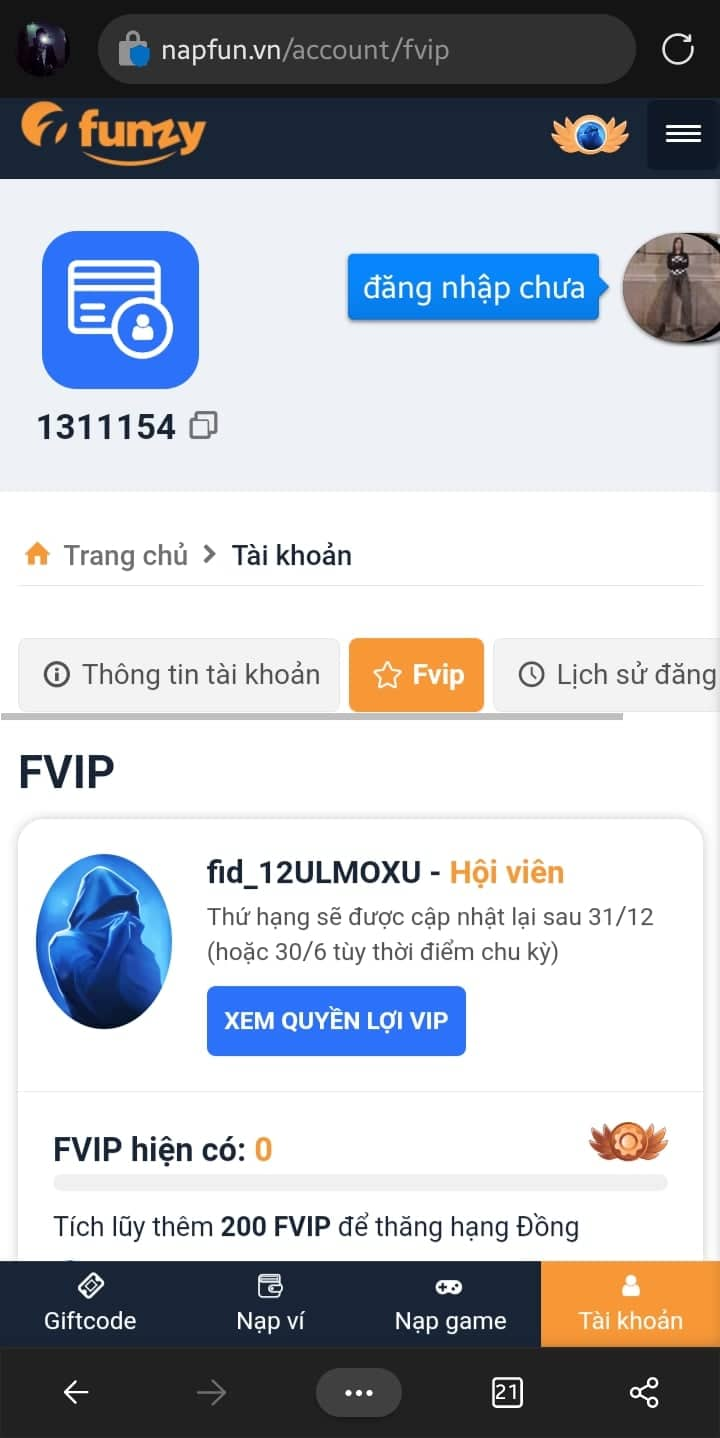 napfun.vn/account/fvip
funzy
đăng nhập chưa
1311154
Trang chủ > Tài khoản
Thông tin tài khoản
Fvip
Lịch sử đăng
FVIP
fid_12ULMOXU - Hội viên
Thứ hạng sẽ được cập nhật lại sau 31/12
(hoặc 30/6 tùy thời điểm chu kỳ)
XEM QUYỀN LỢI VIP
FVIP hiện có: 0
Tích lũy thêm 200 FVIP để thăng hạng Đồng
Giftcode
Nạp ví
Nạp game
Tài khoản
21